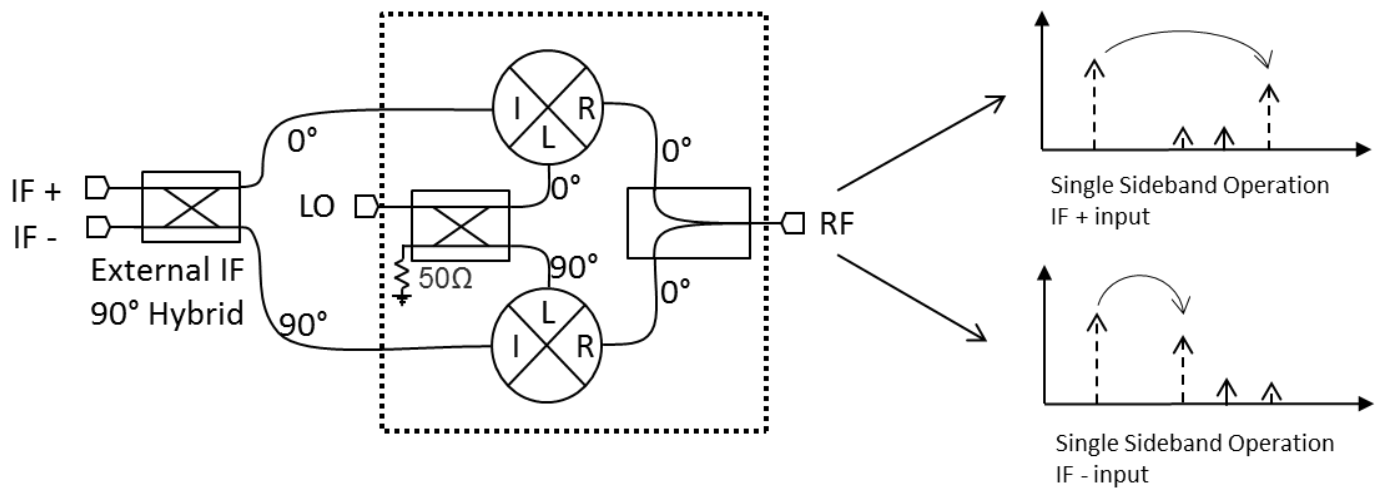 IF +
IF -
External IF
90° Hybrid
0°
90°
LO
50Ω
0°
90°
I
R
L
L
I
R
0°
0°
RF
Single Sideband Operation
IF + input
Single Sideband Operation
IF - input